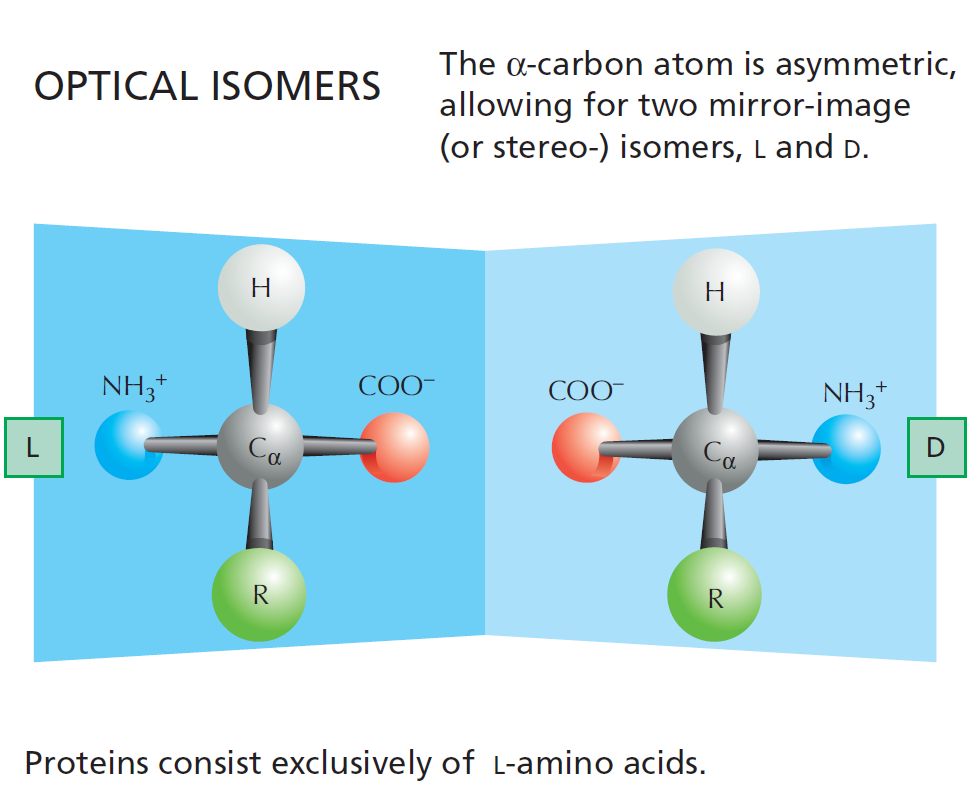 OPTICAL ISOMERS
The α-carbon atom is asymmetric,
allowing for two mirror-image
(or stereo-) isomers, L and D.
H
H
NH₃⁺
COO⁻
COO⁻
NH₃⁺
L
Cα
Cα
D
R
R
Proteins consist exclusively of L-amino acids.